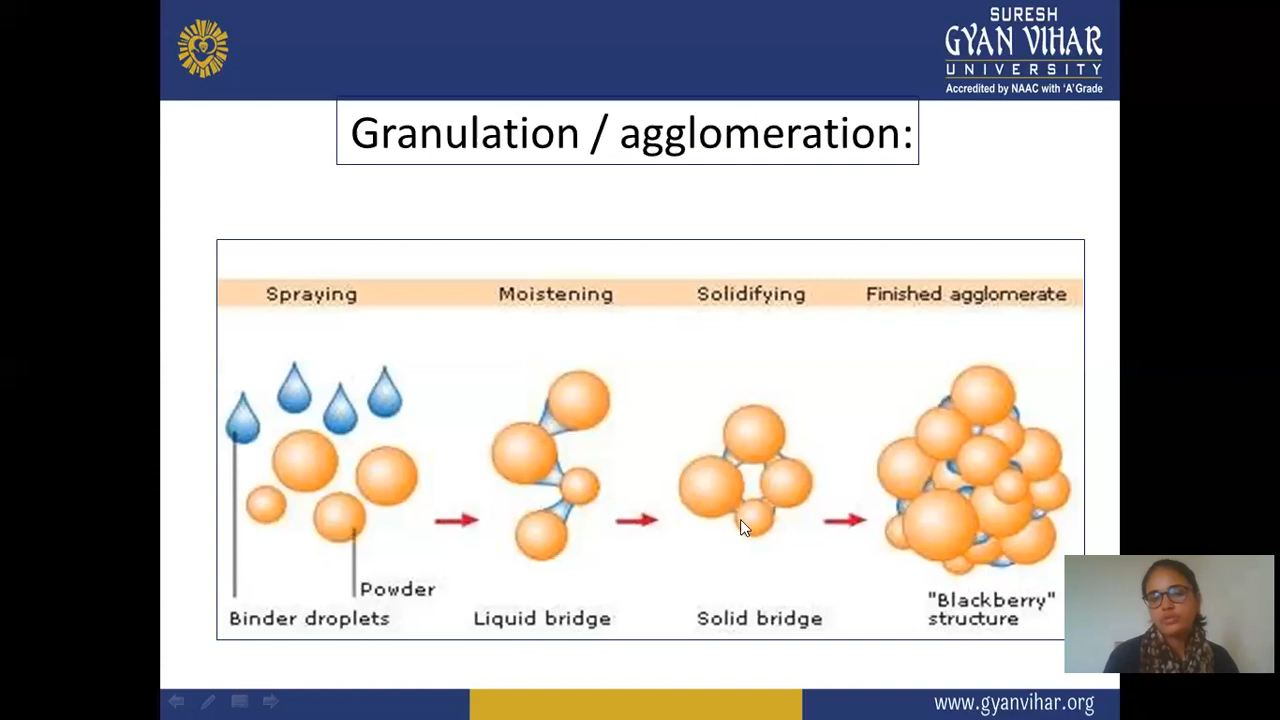 SURESH
GYAN VIHAR
UNIVERSITY
Accredited by NAAC with 'A' Grade
Granulation / agglomeration:
Spraying
Moistening
Solidifying
Finished agglomerate
Powder
Binder droplets
Liquid bridge
Solid bridge
"Blackberry"
structure
www.gyanvihar.org